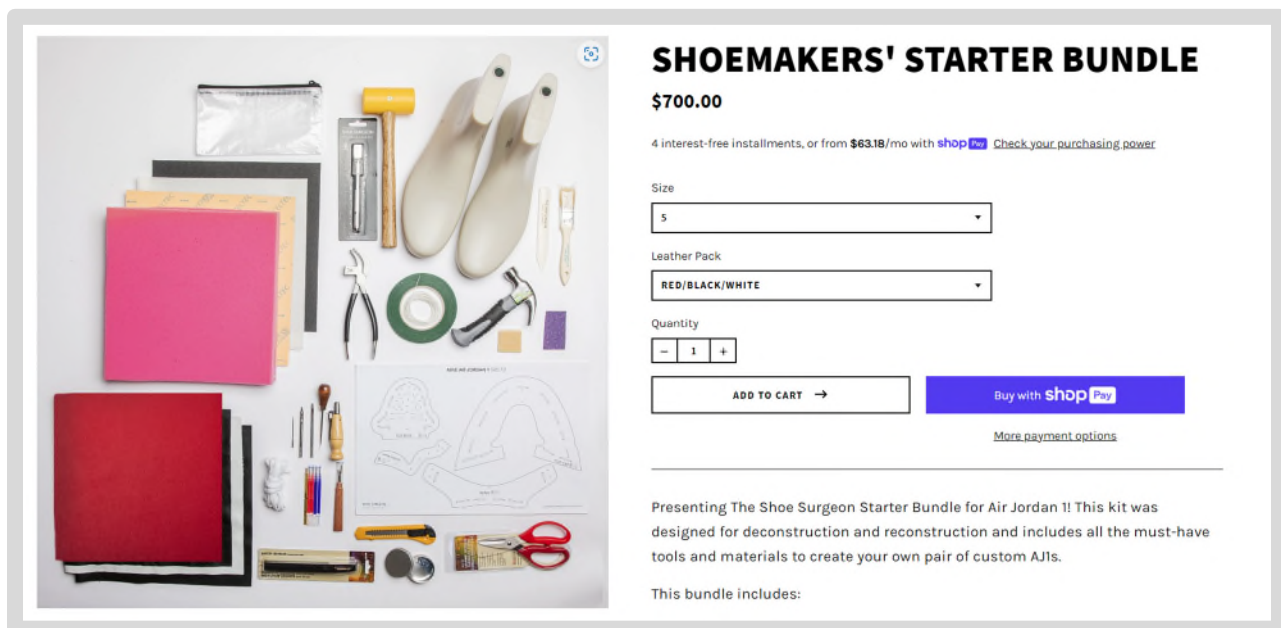 SHOEMAKERS' STARTER BUNDLE
$700.00
4 interest-free installments, or from $63.18/mo with shop Pay Check your purchasing power
Size
5
Leather Pack
RED/BLACK/WHITE
Quantity
− 1 +
ADD TO CART →
Buy with shop Pay
More payment options
Presenting The Shoe Surgeon Starter Bundle for Air Jordan 1! This kit was
designed for deconstruction and reconstruction and includes all the must-have
tools and materials to create your own pair of custom AJ1s.
This bundle includes: